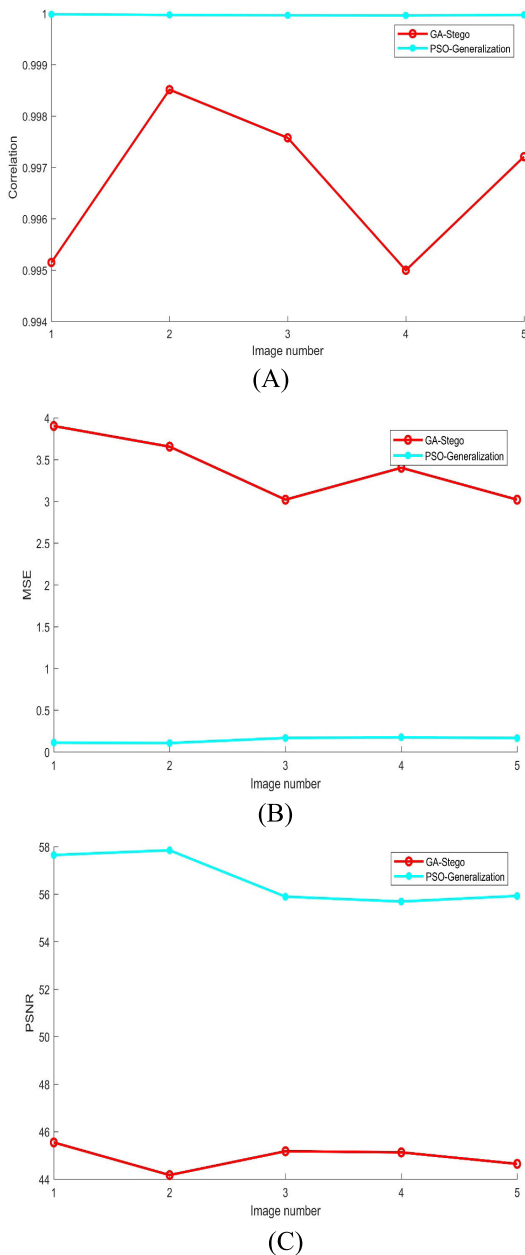 1
0.999
0.998
0.997
0.996
0.995
0.994
Correlation
GA-Stego
PSO-Generalization
1 2 3 4 5
Image number
(A)
4
3.5
3
2.5
2
1.5
1
0.5
0
MSE
GA-Stego
PSO-Generalization
1 2 3 4 5
Image number
(B)
58
56
54
52
50
48
46
44
PSNR
GA-Stego
PSO-Generalization
1 2 3 4 5
Image number
(C)